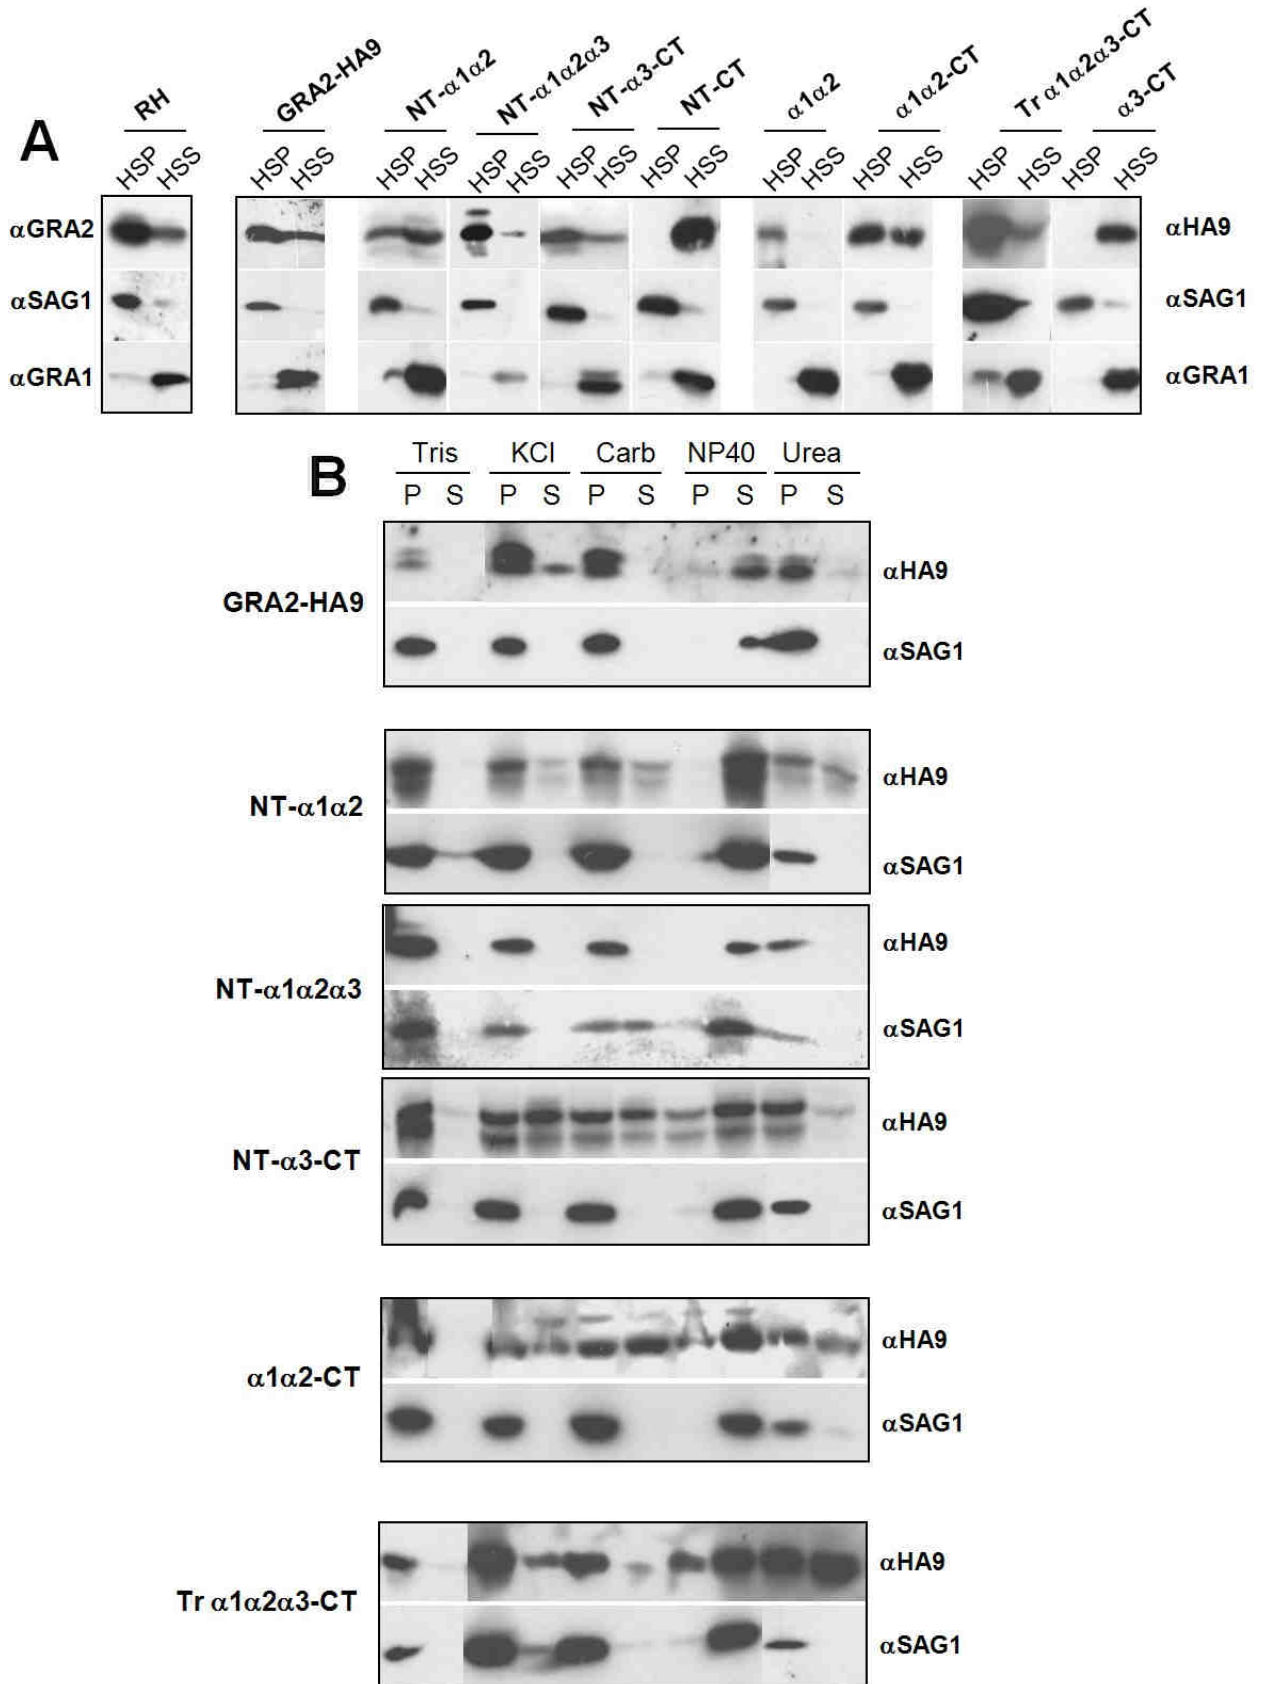 A
RH GRA2-HA9 NT-α1α2 NT-α1α2α3 NT-α3-CT NT-CT α1α2 α1α2-CT Tr α1α2α3-CT α3-CT
HSP HSS HSP HSS HSP HSS HSP HSS HSP HSS HSP HSS HSP HSS HSP HSS HSP HSS HSP HSS
αGRA2 αHA9
αSAG1 αSAG1
αGRA1 αGRA1
B
Tris KCl Carb NP40 Urea
P S P S P S P S P S
αHA9
GRA2-HA9
αSAG1
αHA9
NT-α1α2
αSAG1
αHA9
NT-α1α2α3
αSAG1
αHA9
NT-α3-CT
αSAG1
αHA9
α1α2-CT
αSAG1
αHA9
Tr α1α2α3-CT
αSAG1